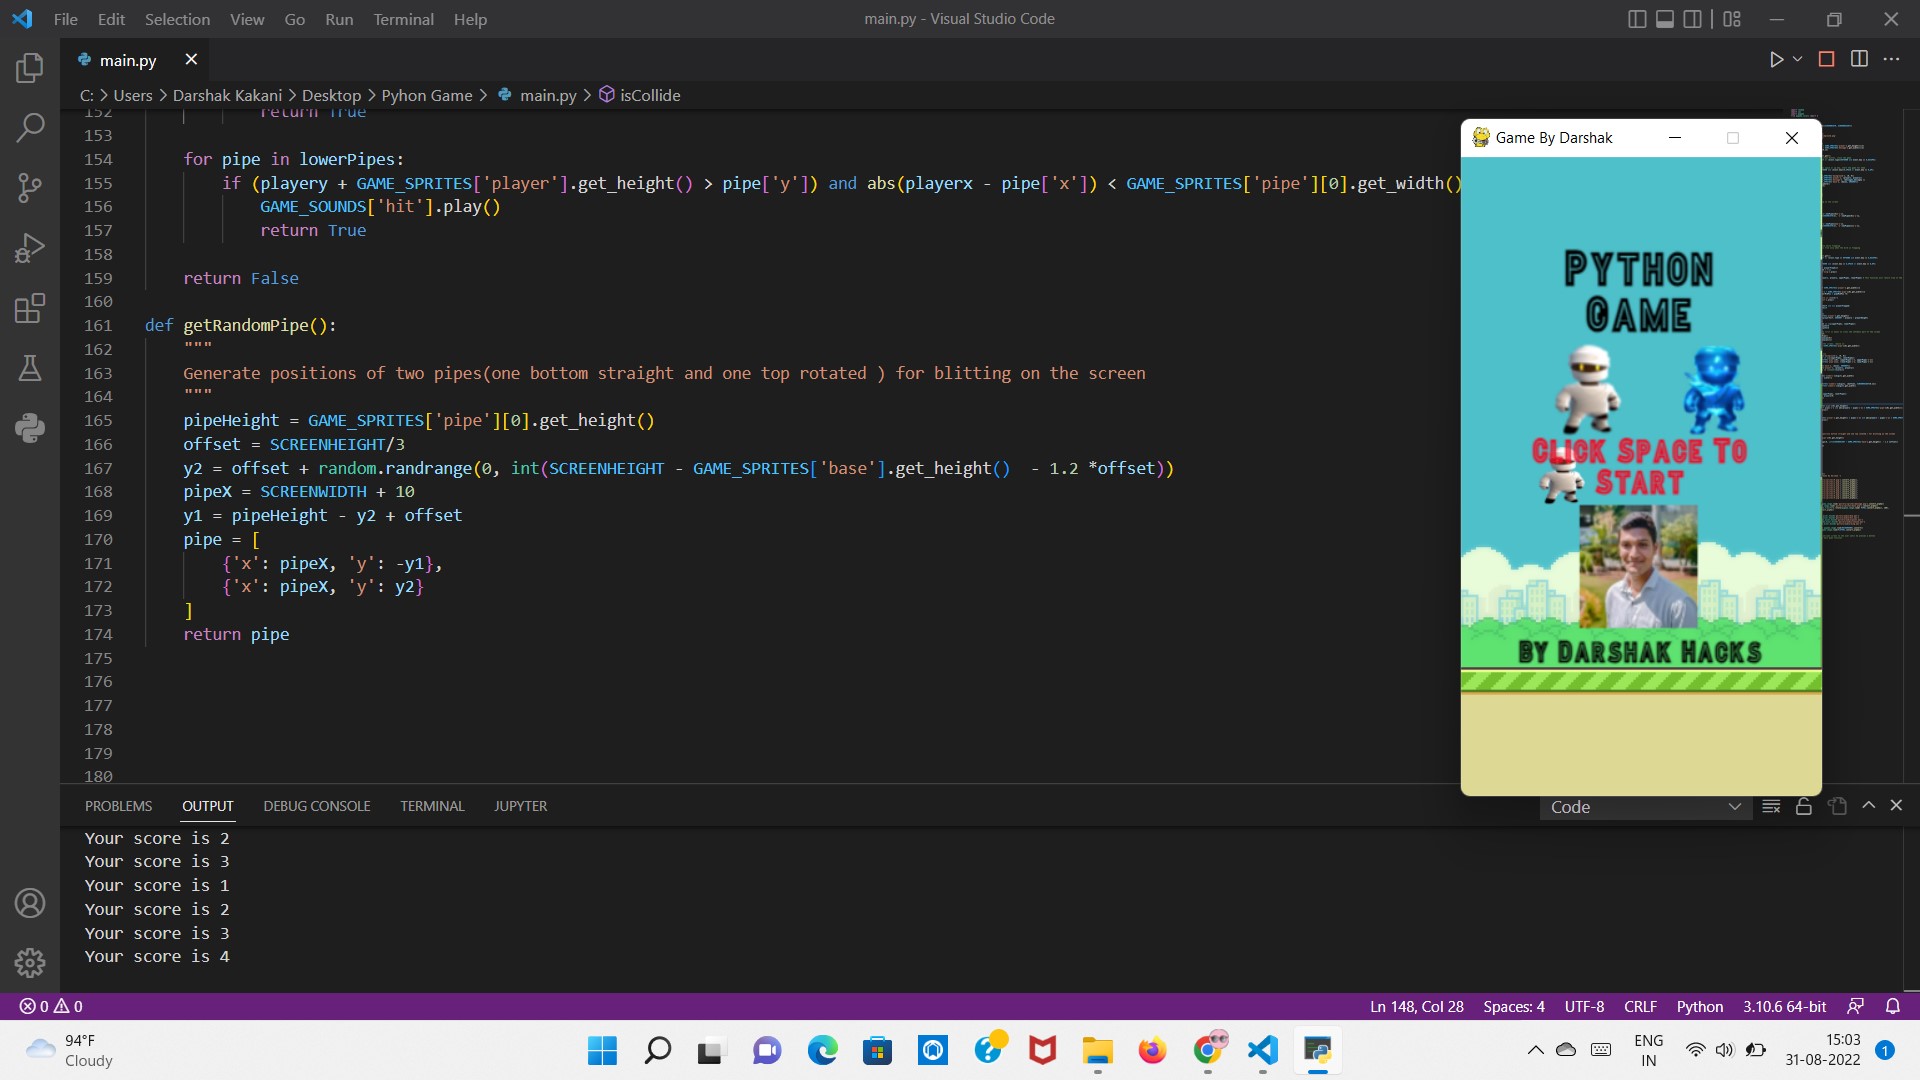 File Edit Selection View Go Run Terminal Help
main.py - Visual Studio Code
main.py
C: > Users > Darshak Kakani > Desktop > Pyhon Game > main.py > isCollide
152 return True
153
154 for pipe in lowerPipes:
155 if (playery + GAME_SPRITES['player'].get_height() > pipe['y']) and abs(playerx - pipe['x']) < GAME_SPRITES['pipe'][0].get_width()
156 GAME_SOUNDS['hit'].play()
157 return True
158
159 return False
160
161 def getRandomPipe():
162 """
163 Generate positions of two pipes(one bottom straight and one top rotated ) for blitting on the screen
164 """
165 pipeHeight = GAME_SPRITES['pipe'][0].get_height()
166 offset = SCREENHEIGHT/3
167 y2 = offset + random.randrange(0, int(SCREENHEIGHT - GAME_SPRITES['base'].get_height()  - 1.2 *offset))
168 pipeX = SCREENWIDTH + 10
169 y1 = pipeHeight - y2 + offset
170 pipe = [
171 {'x': pipeX, 'y': -y1},
172 {'x': pipeX, 'y': y2}
173 ]
174 return pipe
175
176
177
178
179
180
Game By Darshak
Python
Game
Click Space To
Start
By Darshak Hacks
PROBLEMS OUTPUT DEBUG CONSOLE TERMINAL JUPYTER
Code
Your score is 2
Your score is 3
Your score is 1
Your score is 2
Your score is 3
Your score is 4
0 0
Ln 148, Col 28 Spaces: 4 UTF-8 CRLF Python 3.10.6 64-bit
94°F
Cloudy
ENG
IN
15:03
31-08-2022
1